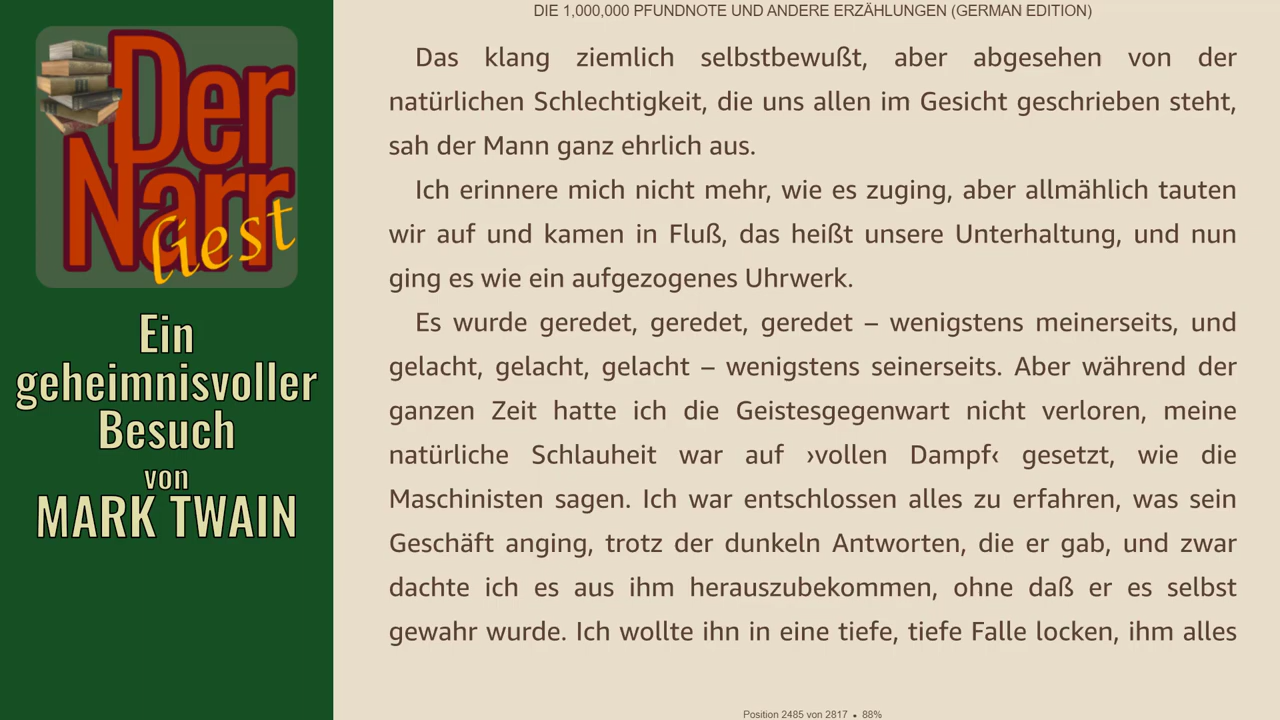 Der
Narr
liest
Ein
geheimnisvoller
Besuch
von
MARK TWAIN
DIE 1,000,000 PFUNDNOTE UND ANDERE ERZÄHLUNGEN (GERMAN EDITION)
Das klang ziemlich selbstbewußt, aber abgesehen von der
natürlichen Schlechtigkeit, die uns allen im Gesicht geschrieben steht,
sah der Mann ganz ehrlich aus.
Ich erinnere mich nicht mehr, wie es zuging, aber allmählich tauten
wir auf und kamen in Fluß, das heißt unsere Unterhaltung, und nun
ging es wie ein aufgezogenes Uhrwerk.
Es wurde geredet, geredet, geredet – wenigstens meinerseits, und
gelacht, gelacht, gelacht – wenigstens seinerseits. Aber während der
ganzen Zeit hatte ich die Geistesgegenwart nicht verloren, meine
natürliche Schlauheit war auf ›vollen Dampf‹ gesetzt, wie die
Maschinisten sagen. Ich war entschlossen alles zu erfahren, was sein
Geschäft anging, trotz der dunkeln Antworten, die er gab, und zwar
dachte ich es aus ihm herauszubekommen, ohne daß er es selbst
gewahr wurde. Ich wollte ihn in eine tiefe, tiefe Falle locken, ihm alles
Position 2485 von 2817 • 88%